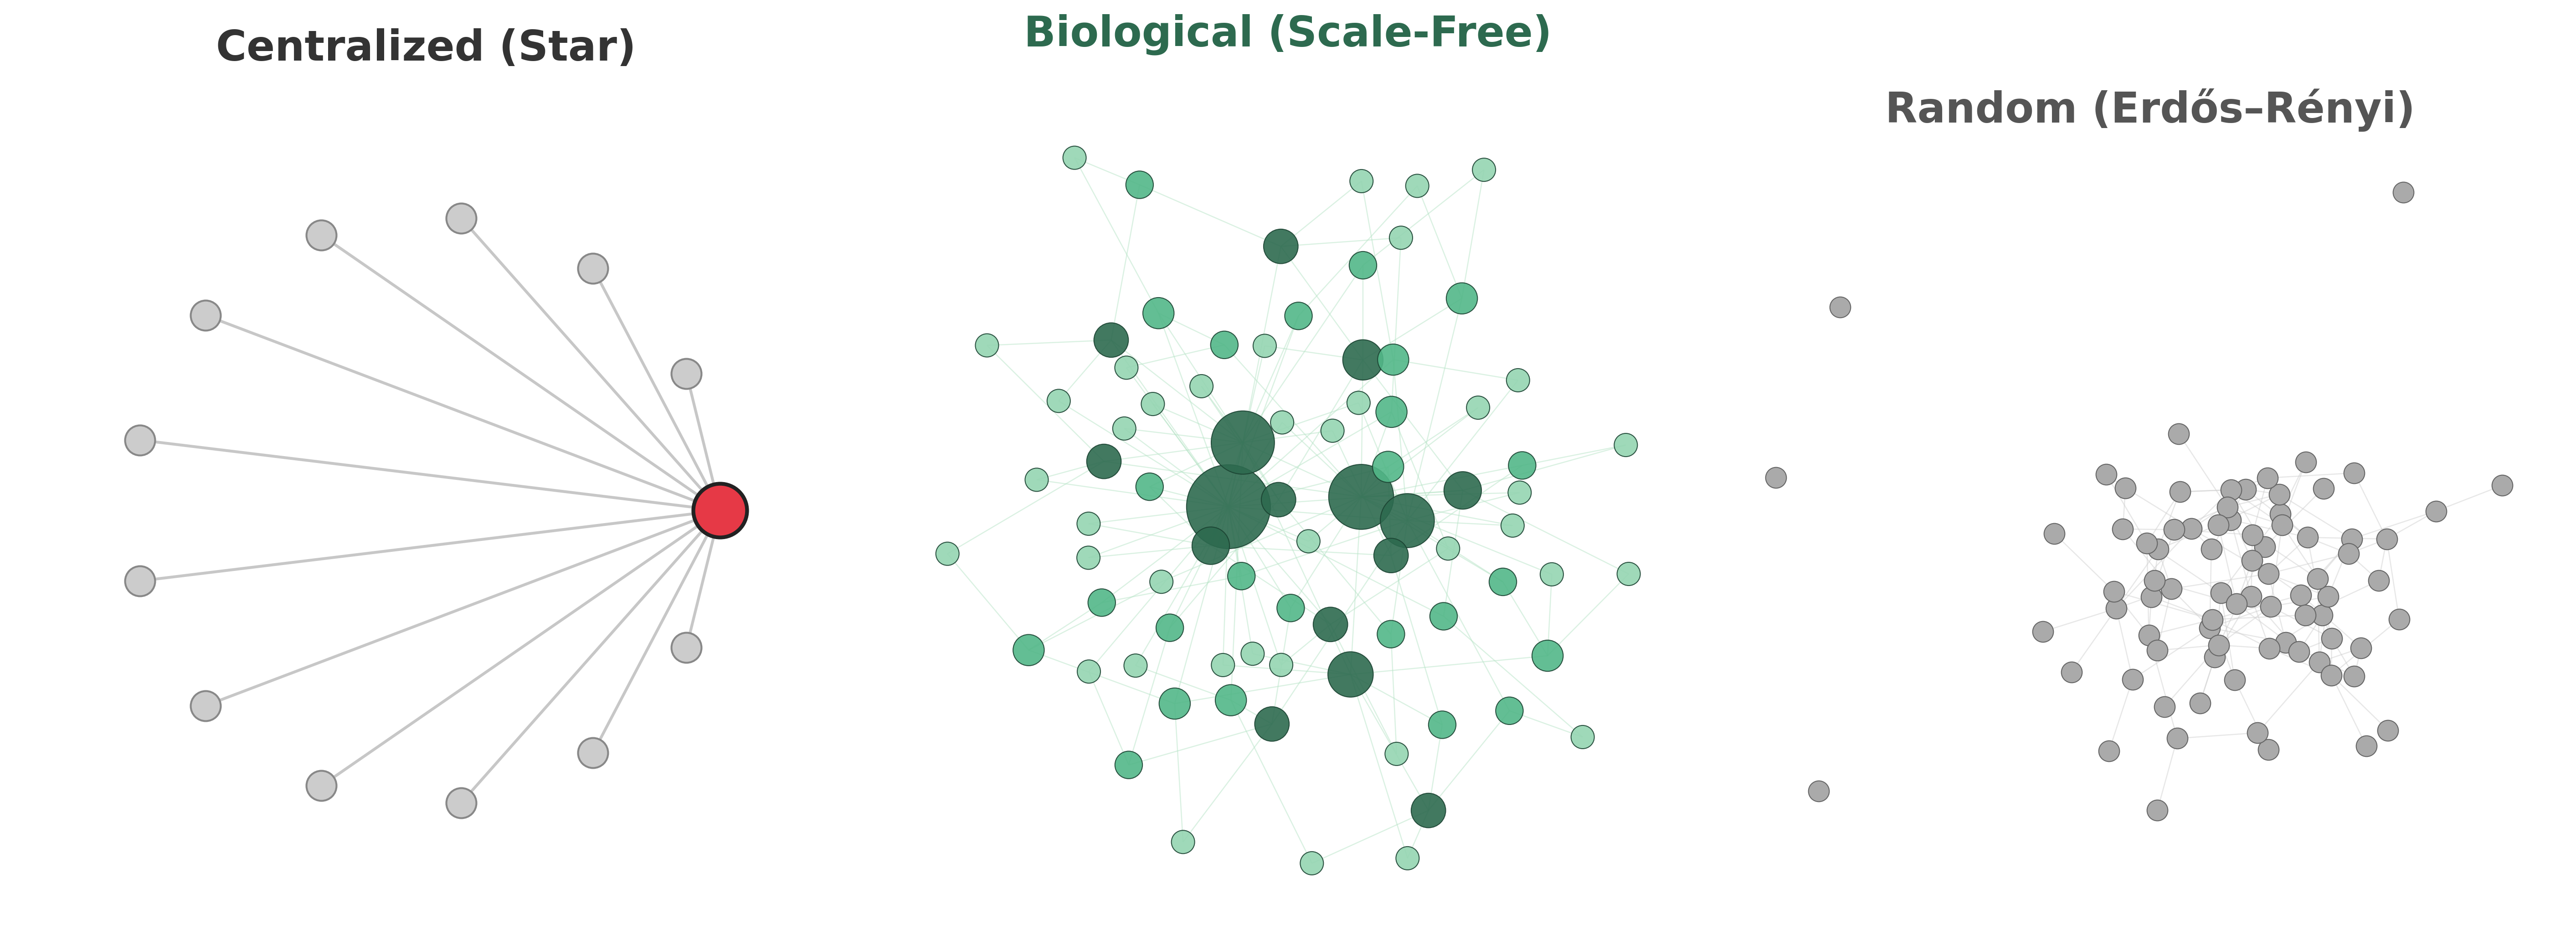 Centralized (Star)
Biological (Scale-Free)
Random (Erdős–Rényi)